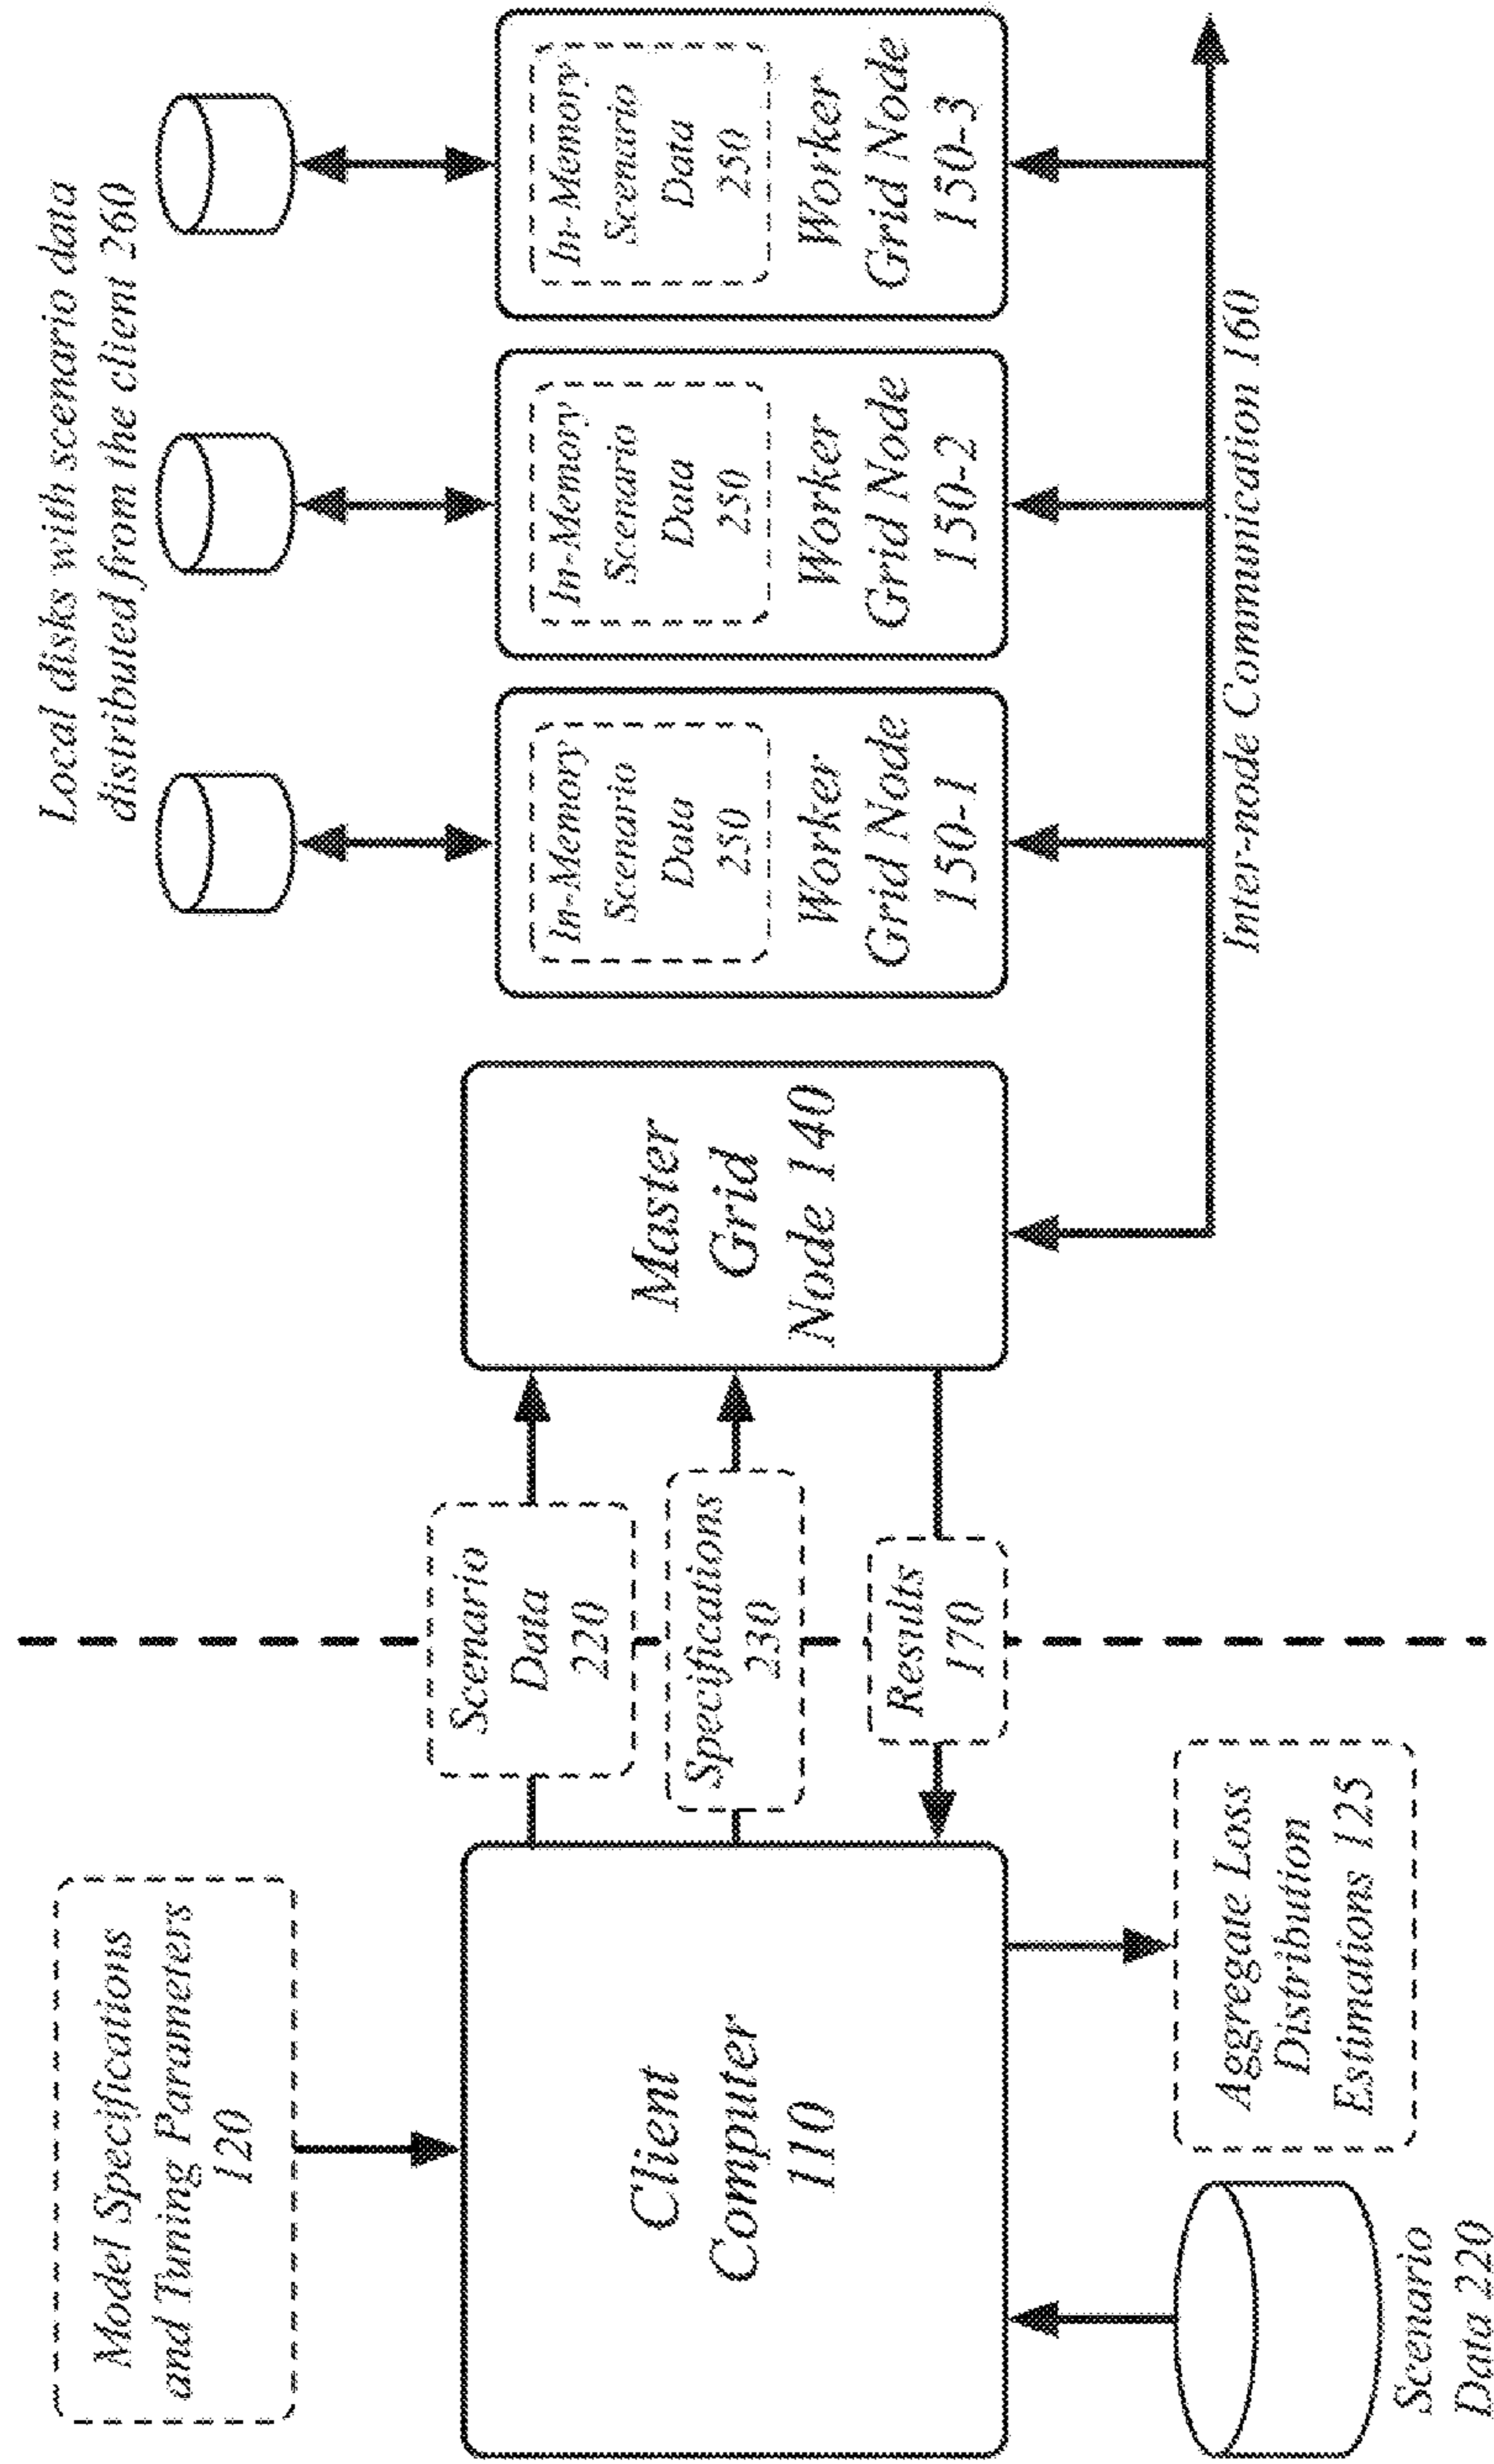 Model Specifications
and Tuning Parameters
120
Client
Computer
110
Scenario
Data 220
Aggregate Loss
Distribution
Estimations 125
Scenario
Data
220
Specifications
230
Results
170
Master
Grid
Node 140
Local disks with scenario data
distributed from the client 260
In-Memory
Scenario
Data
250
Worker
Grid Node
150-1
In-Memory
Scenario
Data
250
Worker
Grid Node
150-2
In-Memory
Scenario
Data
250
Worker
Grid Node
150-3
Inter-node Communication 160